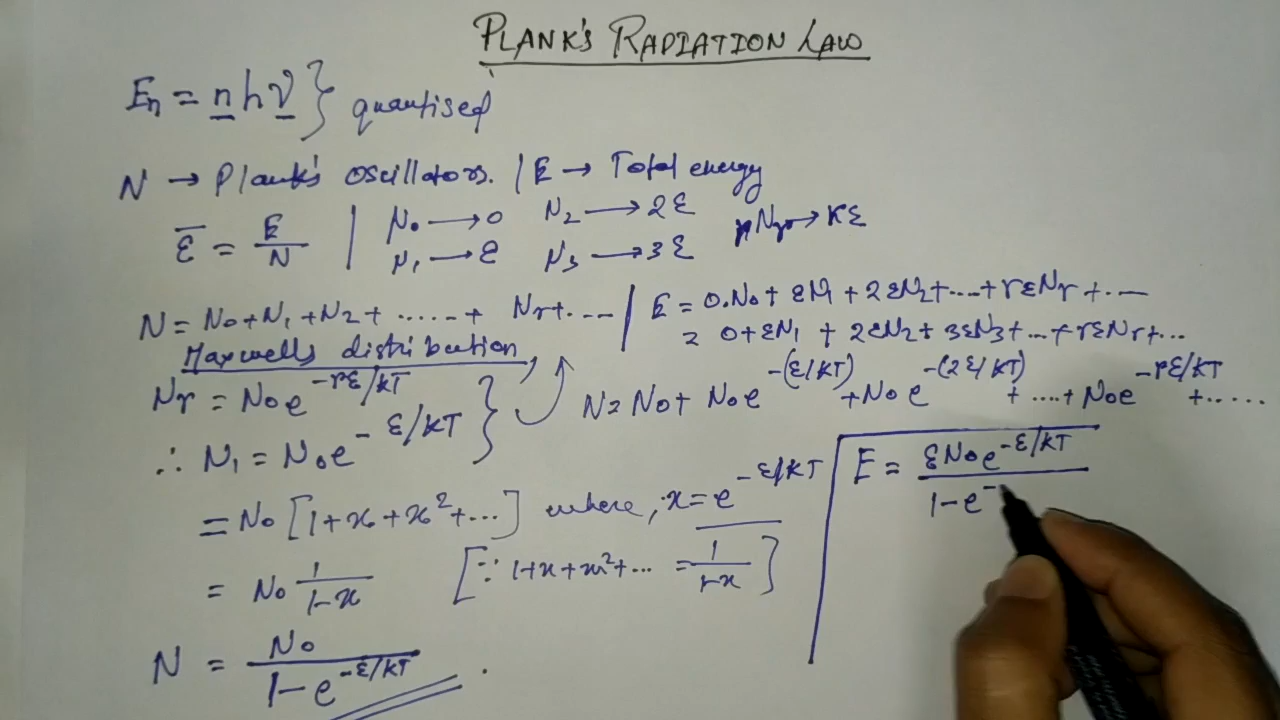 PLANK'S RADIATION LAW
En = nhν } quantised
N → Plank's oscillators. | E → Total energy
ε̅ = E/N | N₀ → 0 N₂ → 2ε Nr → Kε
N₁ → ε N₃ → 3ε
N = N₀+N₁+N₂+ ......+ Nr+.... | E = 0.N₀+ εN₁ + 2εN₂+....+rεNr +....
= 0+εN₁ + 2εN₂+3εN₃+...+rεNr+...
Maxwells distribution
Nr = N₀e^(-rε/kT)
N = N₀+ N₀e^(-(ε/kT)) + N₀e^(-(2ε/kT)) + ....+ N₀e^(-rε/kT) +.....
∴ N₁ = N₀e^(-ε/kT)
= N₀ [1+x+x²+...] where, x=e^(-ε/kT)
= N₀ 1/(1-x) [∵ 1+x+x²+... = 1/(1-x)]
N = N₀/(1-e^(-ε/kT))
E = εN₀e^(-ε/kT)/(1-e^-